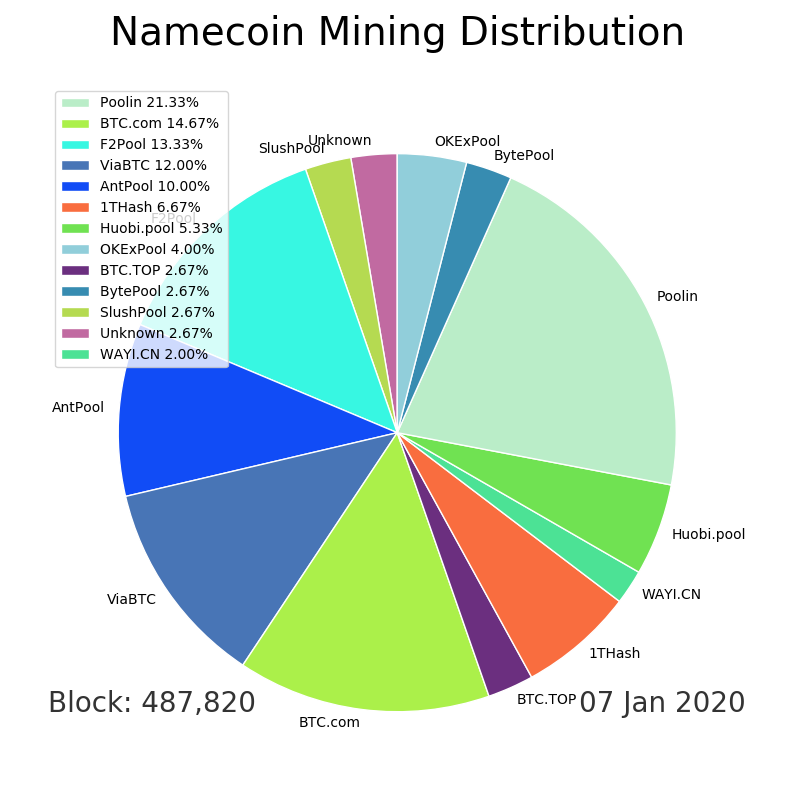 Namecoin Mining Distribution
Poolin 21.33%
BTC.com 14.67%
F2Pool 13.33%
ViaBTC 12.00%
AntPool 10.00%
1THash 6.67%
Huobi.pool 5.33%
OKExPool 4.00%
BTC.TOP 2.67%
BytePool 2.67%
SlushPool 2.67%
Unknown 2.67%
WAYI.CN 2.00%
Unknown
OKExPool
SlushPool
BytePool
F2Pool
Poolin
AntPool
Huobi.pool
WAYI.CN
ViaBTC
1THash
BTC.TOP
BTC.com
Block: 487,820
07 Jan 2020